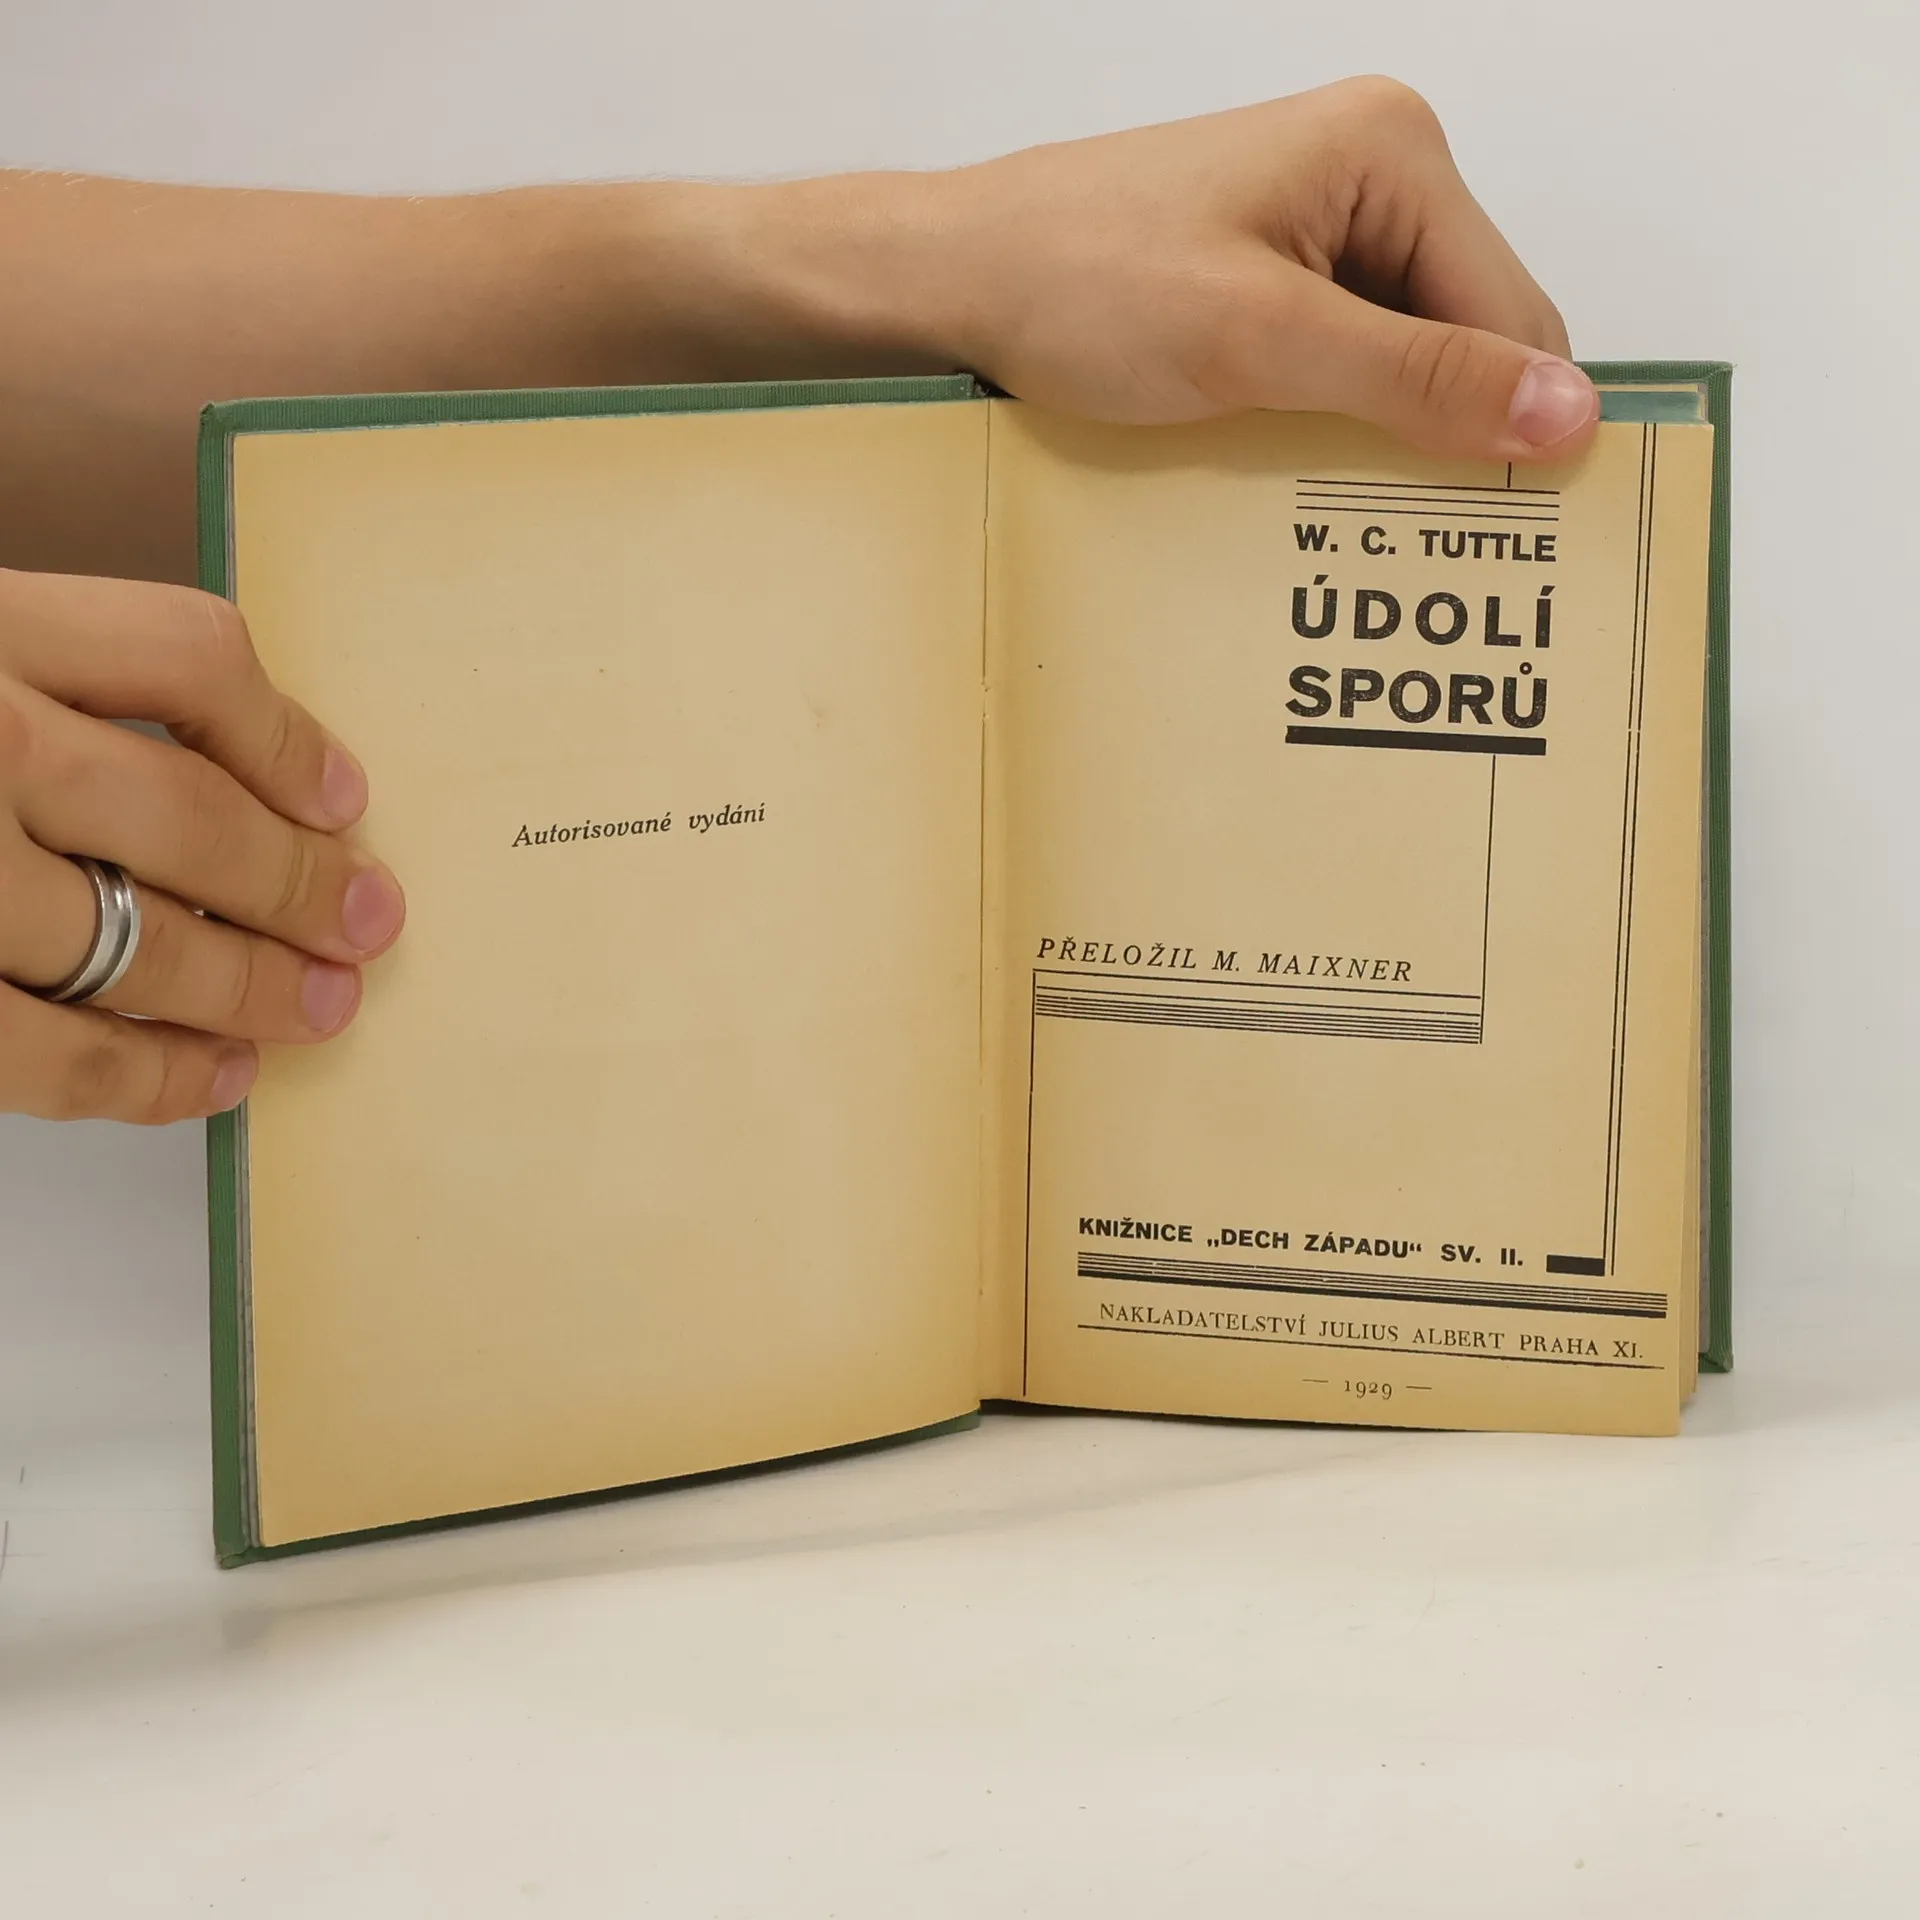 Autorisované vydání
W. C. TUTTLE
ÚDOLÍ
SPORŮ
PŘELOŽIL M. MAIXNER
KNIŽNICE „DECH ZÁPADU“ SV. II.
NAKLADATELSTVÍ JULIUS ALBERT PRAHA XI.
— 1929 —